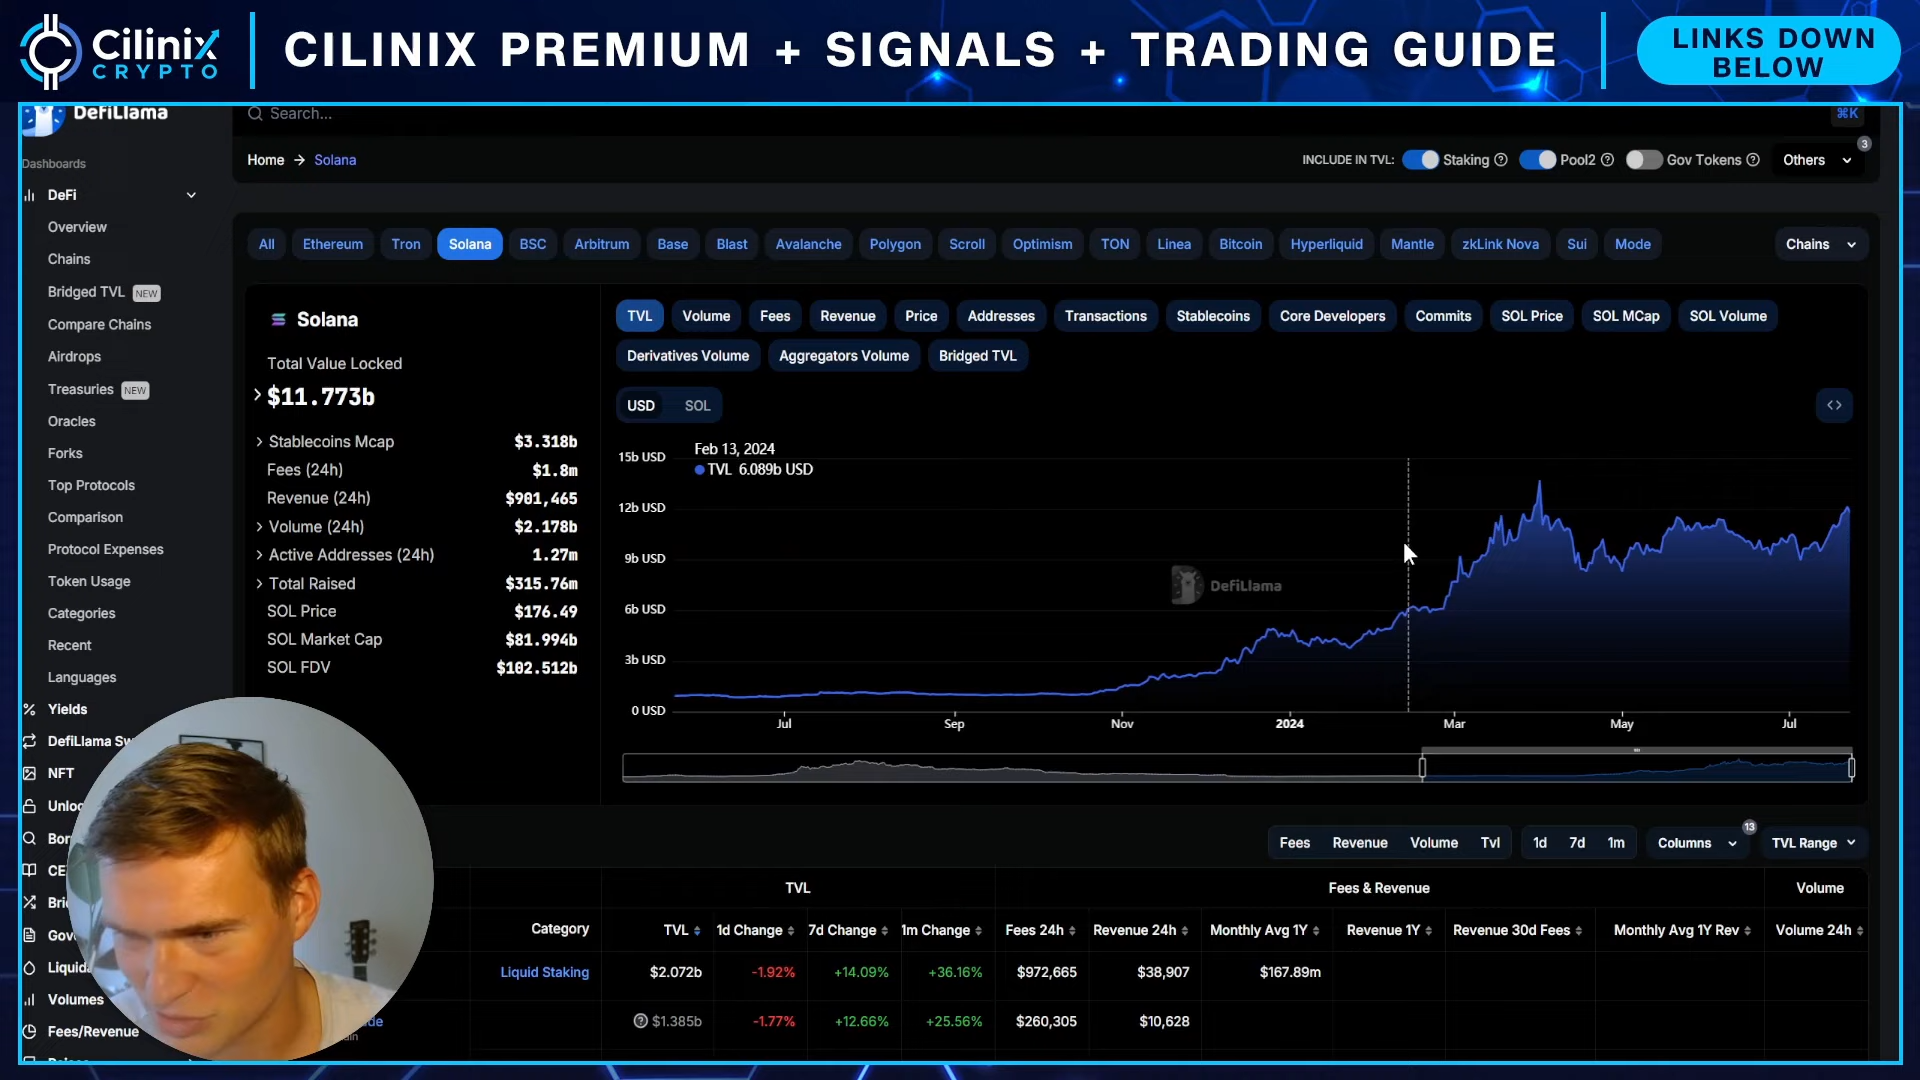 Cilinix
CRYPTO
CILINIX PREMIUM + SIGNALS + TRADING GUIDE
LINKS DOWN
BELOW
DefiLlama
Search...
⌘K
Dashboards
DeFi
Overview
Chains
Bridged TVL NEW
Compare Chains
Airdrops
Treasuries NEW
Oracles
Forks
Top Protocols
Comparison
Protocol Expenses
Token Usage
Categories
Recent
Languages
Yields
DefiLlama
NFT
Volumes
Fees/Revenue
Home → Solana
INCLUDE IN TVL: Staking Pool2 Gov Tokens Others 3
All Ethereum Tron Solana BSC Arbitrum Base Blast Avalanche Polygon Scroll Optimism TON Linea Bitcoin Hyperliquid Mantle zkLink Nova Sui Mode Chains
Solana
Total Value Locked
$11.773b
Stablecoins Mcap $3.318b
Fees (24h) $1.8m
Revenue (24h) $901,465
Volume (24h) $2.178b
Active Addresses (24h) 1.27m
Total Raised $315.76m
SOL Price $176.49
SOL Market Cap $81.994b
SOL FDV $102.512b
TVL Volume Fees Revenue Price Addresses Transactions Stablecoins Core Developers Commits SOL Price SOL MCap SOL Volume
Derivatives Volume Aggregators Volume Bridged TVL
USD SOL
Feb 13, 2024
TVL 6.089b USD
15b USD
12b USD
9b USD
6b USD
3b USD
0 USD
DefiLlama
Jul Sep Nov 2024 Mar May Jul
Fees Revenue Volume Tvl 1d 7d 1m Columns 13 TVL Range
TVL Fees & Revenue Volume
Category TVL 1d Change 7d Change 1m Change Fees 24h Revenue 24h Monthly Avg 1Y Revenue 1Y Revenue 30d Fees Monthly Avg 1Y Rev Volume 24h
Liquid Staking $2.072b -1.92% +14.09% +36.16% $972,665 $38,907 $167.89m
$1.385b -1.77% +12.66% +25.56% $260,305 $10,628